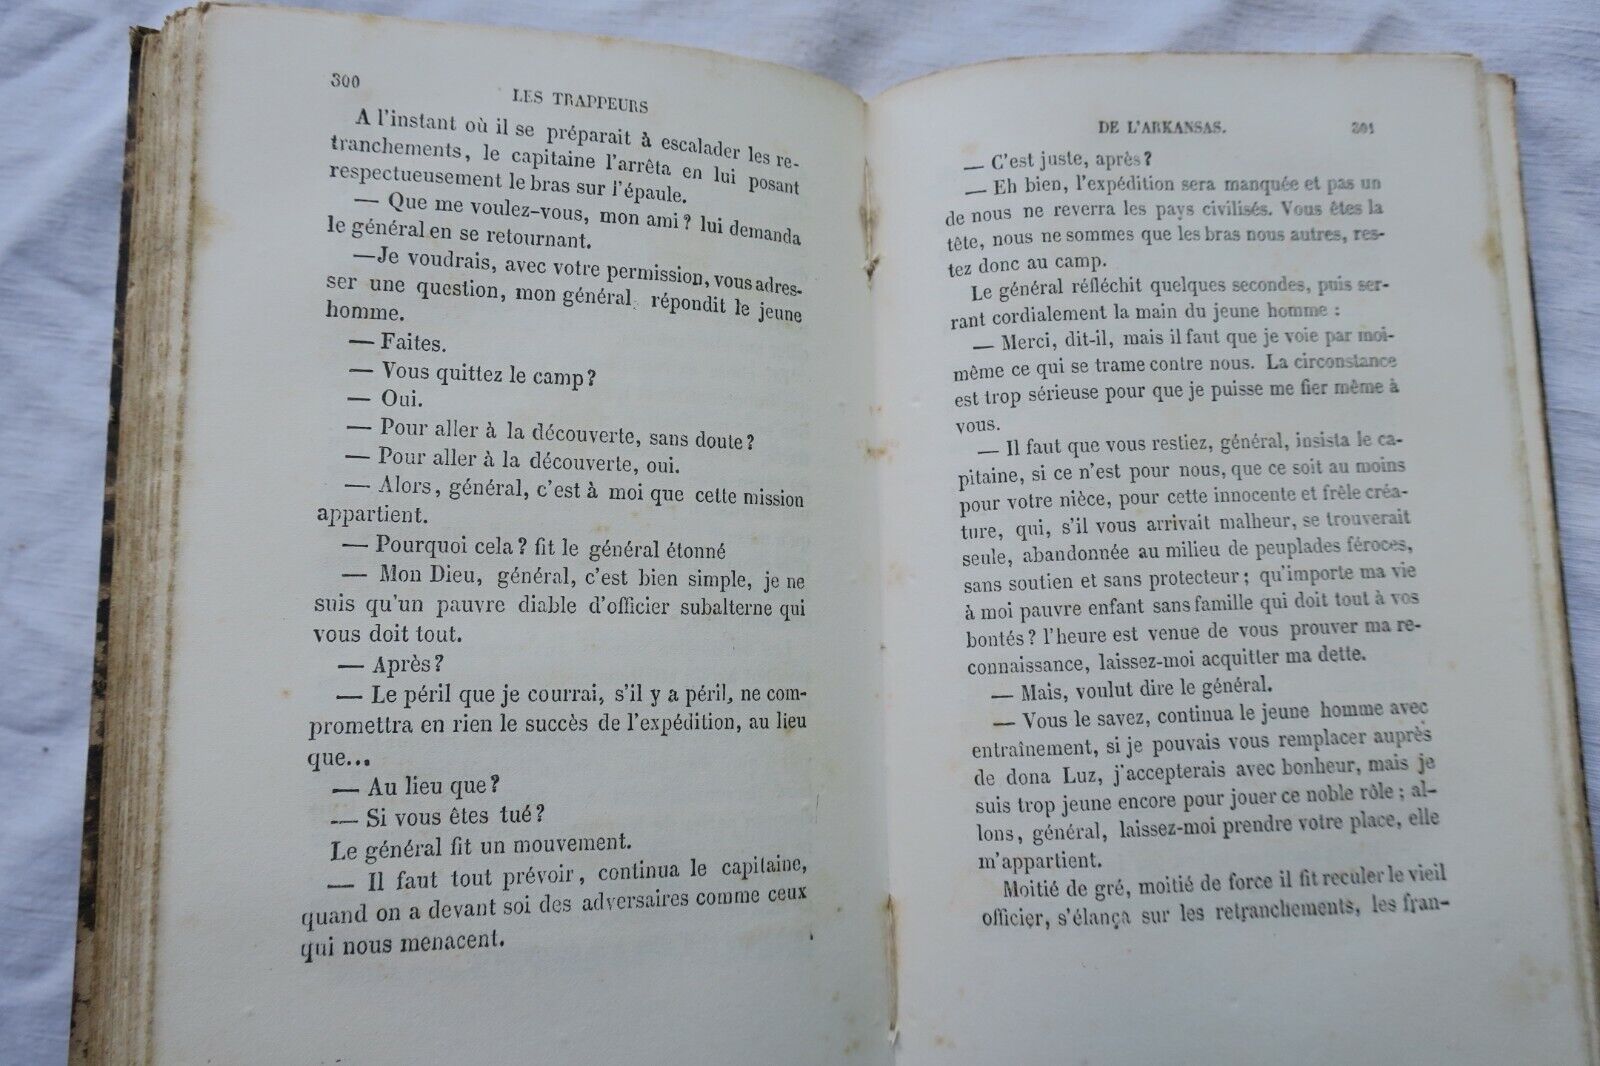 300
LES TRAPPEURS
A l'instant où il se préparait à escalader les re-
tranchements, le capitaine l'arrêta en lui posant
respectueusement le bras sur l'épaule.
— Que me voulez-vous, mon ami? lui demanda
le général en se retournant.
—Je voudrais, avec votre permission, vous adres-
ser une question, mon général répondit le jeune
homme.
— Faites.
— Vous quittez le camp?
— Oui.
— Pour aller à la découverte, sans doute?
— Pour aller à la découverte, oui.
— Alors, général, c'est à moi que cette mission
appartient.
— Pourquoi cela? fit le général étonné
— Mon Dieu, général, c'est bien simple, je ne
suis qu'un pauvre diable d'officier subalterne qui
vous doit tout.
— Après?
— Le péril que je courrai, s'il y a péril, ne com-
promettra en rien le succès de l'expédition, au lieu
que...
— Au lieu que?
— Si vous êtes tué?
Le général fit un mouvement.
— Il faut tout prévoir, continua le capitaine,
quand on a devant soi des adversaires comme ceux
qui nous menacent.
DE L'ARKANSAS.
301
— C'est juste, après?
— Eh bien, l'expédition sera manquée et pas un
de nous ne reverra les pays civilisés. Vous êtes la
tête, nous ne sommes que les bras nous autres, res-
tez donc au camp.
Le général réfléchit quelques secondes, puis ser-
rant cordialement la main du jeune homme :
— Merci, dit-il, mais il faut que je voie par moi-
même ce qui se trame contre nous. La circonstance
est trop sérieuse pour que je puisse me fier même à
vous.
— Il faut que vous restiez, général, insista le ca-
pitaine, si ce n'est pour nous, que ce soit au moins
pour votre nièce, pour cette innocente et frêle créa-
ture, qui, s'il vous arrivait malheur, se trouverait
seule, abandonnée au milieu de peuplades féroces,
sans soutien et sans protecteur ; qu'importe ma vie
à moi pauvre enfant sans famille qui doit tout à vos
bontés? l'heure est venue de vous prouver ma re-
connaissance, laissez-moi acquitter ma dette.
— Mais, voulut dire le général.
— Vous le savez, continua le jeune homme avec
entraînement, si je pouvais vous remplacer auprès
de dona Luz, j'accepterais avec bonheur, mais je
suis trop jeune encore pour jouer ce noble rôle ; al-
lons, général, laissez-moi prendre votre place, elle
m'appartient.
Moitié de gré, moitié de force il fit reculer le vieil
officier, s'élança sur les retranchements, les fran-